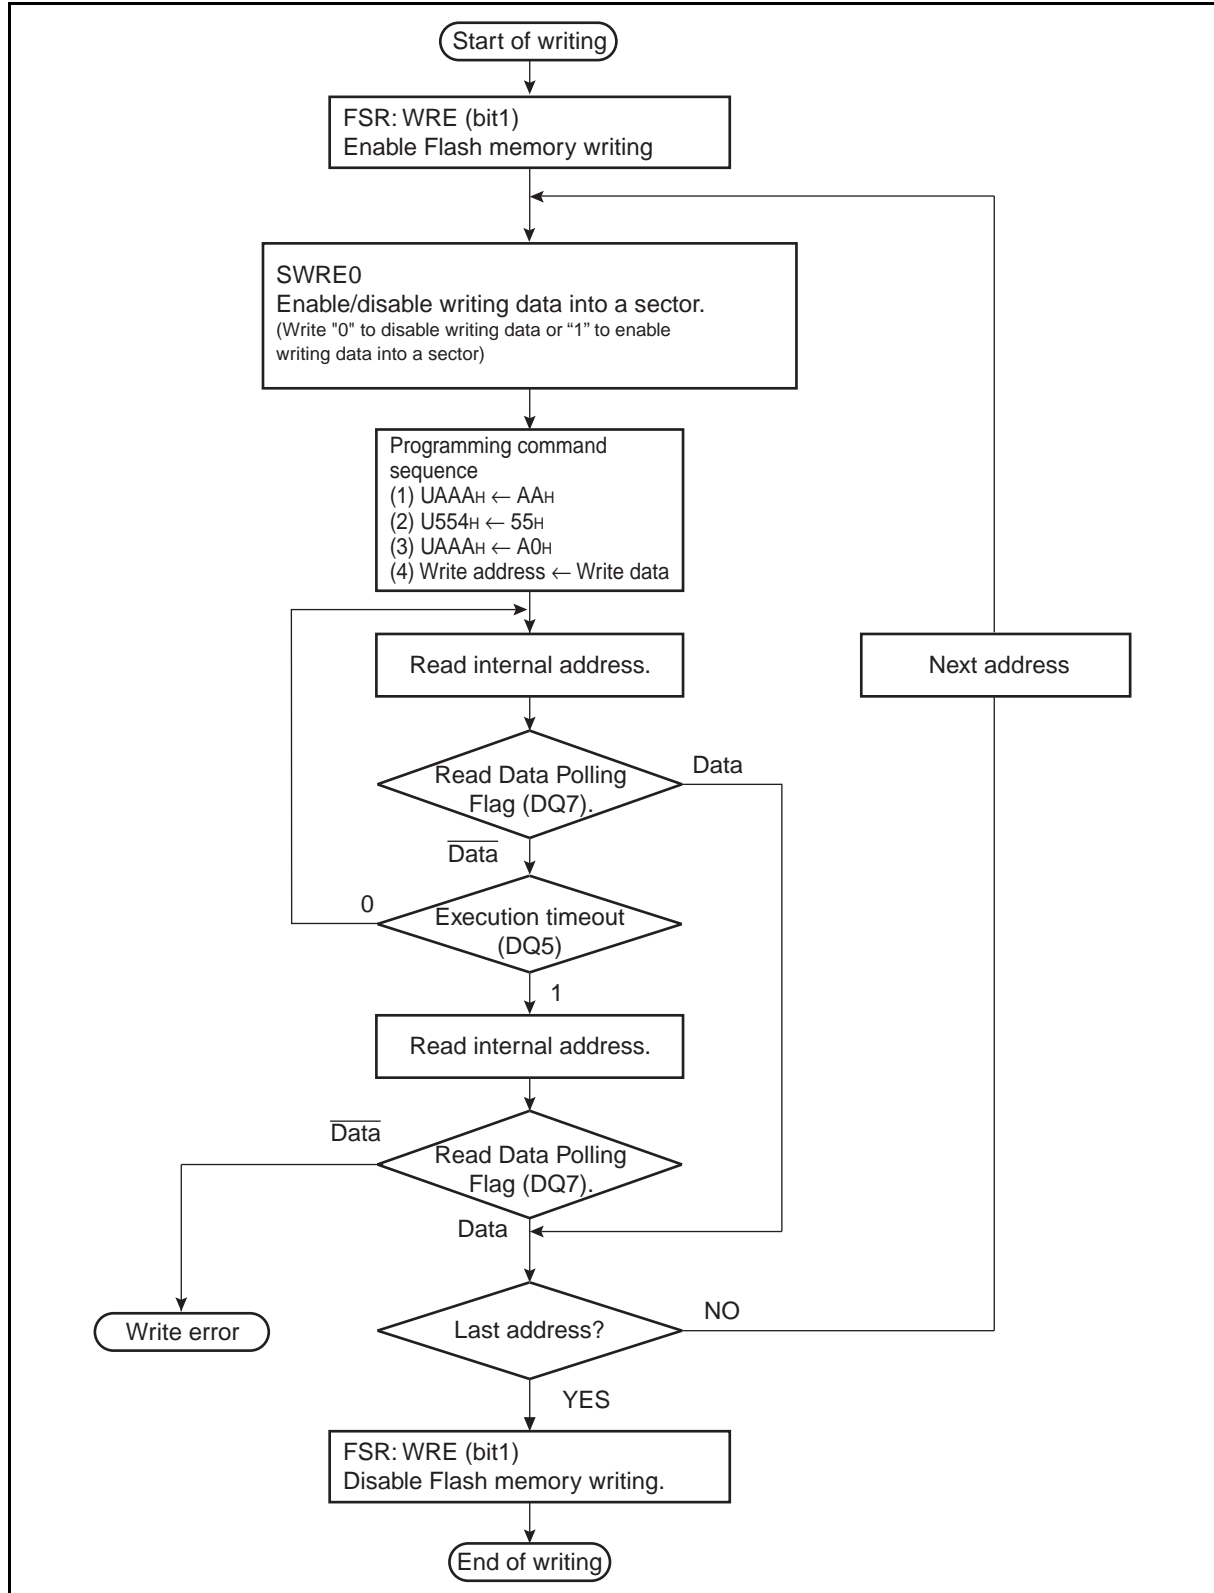 Start of writing
FSR: WRE (bit1)
Enable Flash memory writing
SWRE0
Enable/disable writing data into a sector.
(Write "0" to disable writing data or “1” to enable
writing data into a sector)
Programming command
sequence
(1) UAAAH ← AAH
(2) U554H ← 55H
(3) UAAAH ← A0H
(4) Write address ← Write data
Read internal address.
Next address
Read Data Polling
Flag (DQ7).
Data
Data
0
Execution timeout
(DQ5)
1
Read internal address.
Data
Read Data Polling
Flag (DQ7).
Data
Write error
Last address?
NO
YES
FSR: WRE (bit1)
Disable Flash memory writing.
End of writing